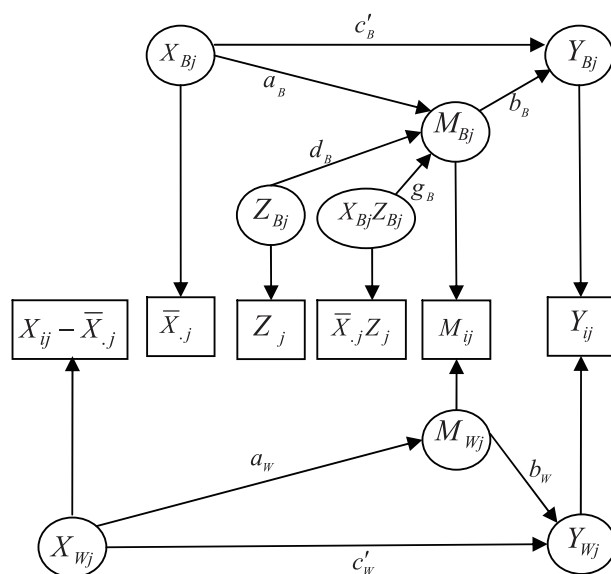 c′_B
X_Bj
Y_Bj
a_B
b_B
M_Bj
d_B
g_B
Z_Bj
X_Bj Z_Bj
X_ij − X̅_.j
X̅_.j
Z_j
X̅_.j Z_j
M_ij
Y_ij
M_Wj
a_W
b_W
X_Wj
Y_Wj
c′_W